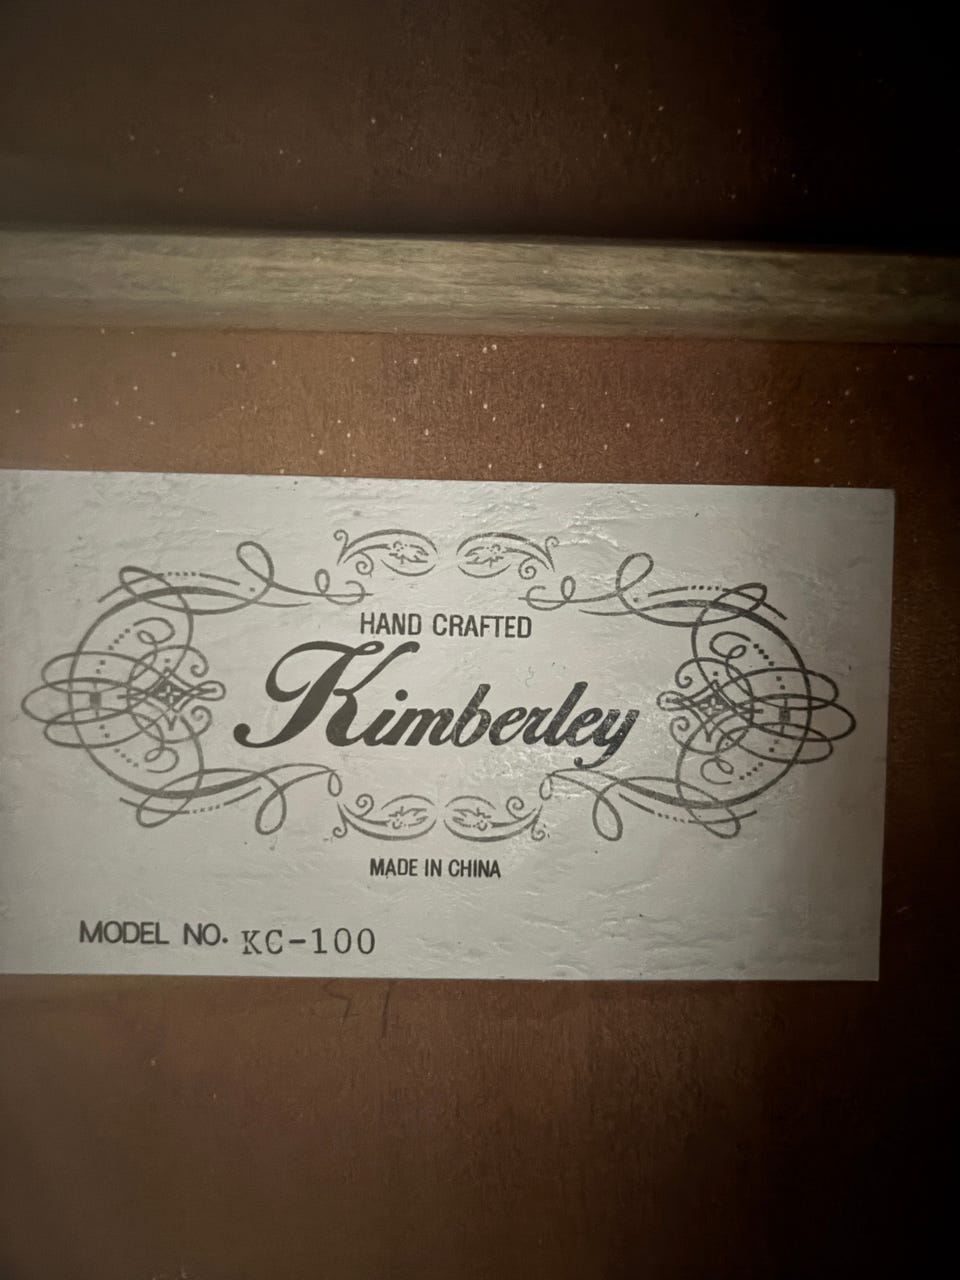 HAND CRAFTED
Kimberley
MADE IN CHINA
MODEL NO. KC-100